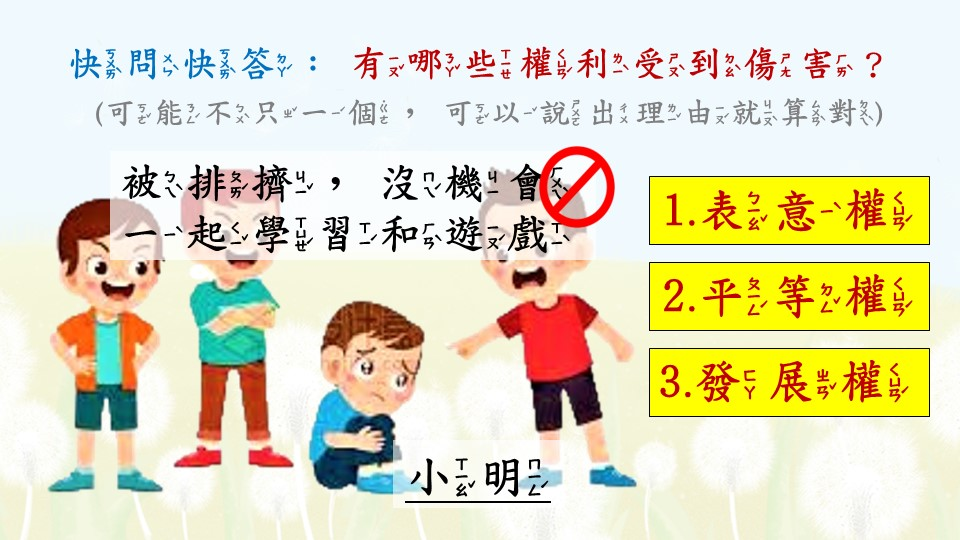 快問快答：有哪些權利受到傷害？
(可能不只一個，可以說出理由就算對)
被排擠，沒機會
一起學習和遊戲
1.表意權
2.平等權
3.發展權
小明